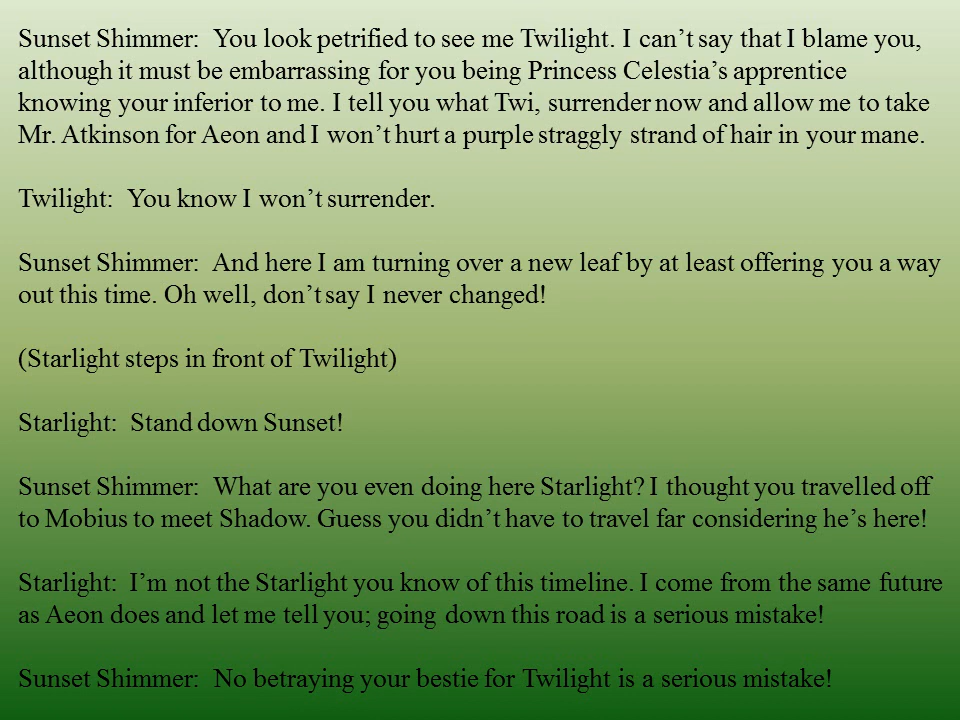 Sunset Shimmer:  You look petrified to see me Twilight. I can’t say that I blame you,
although it must be embarrassing for you being Princess Celestia’s apprentice
knowing your inferior to me. I tell you what Twi, surrender now and allow me to take
Mr. Atkinson for Aeon and I won’t hurt a purple straggly strand of hair in your mane.
Twilight:  You know I won’t surrender.
Sunset Shimmer:  And here I am turning over a new leaf by at least offering you a way
out this time. Oh well, don’t say I never changed!
(Starlight steps in front of Twilight)
Starlight:  Stand down Sunset!
Sunset Shimmer:  What are you even doing here Starlight? I thought you travelled off
to Mobius to meet Shadow. Guess you didn’t have to travel far considering he’s here!
Starlight:  I’m not the Starlight you know of this timeline. I come from the same future
as Aeon does and let me tell you; going down this road is a serious mistake!
Sunset Shimmer:  No betraying your bestie for Twilight is a serious mistake!